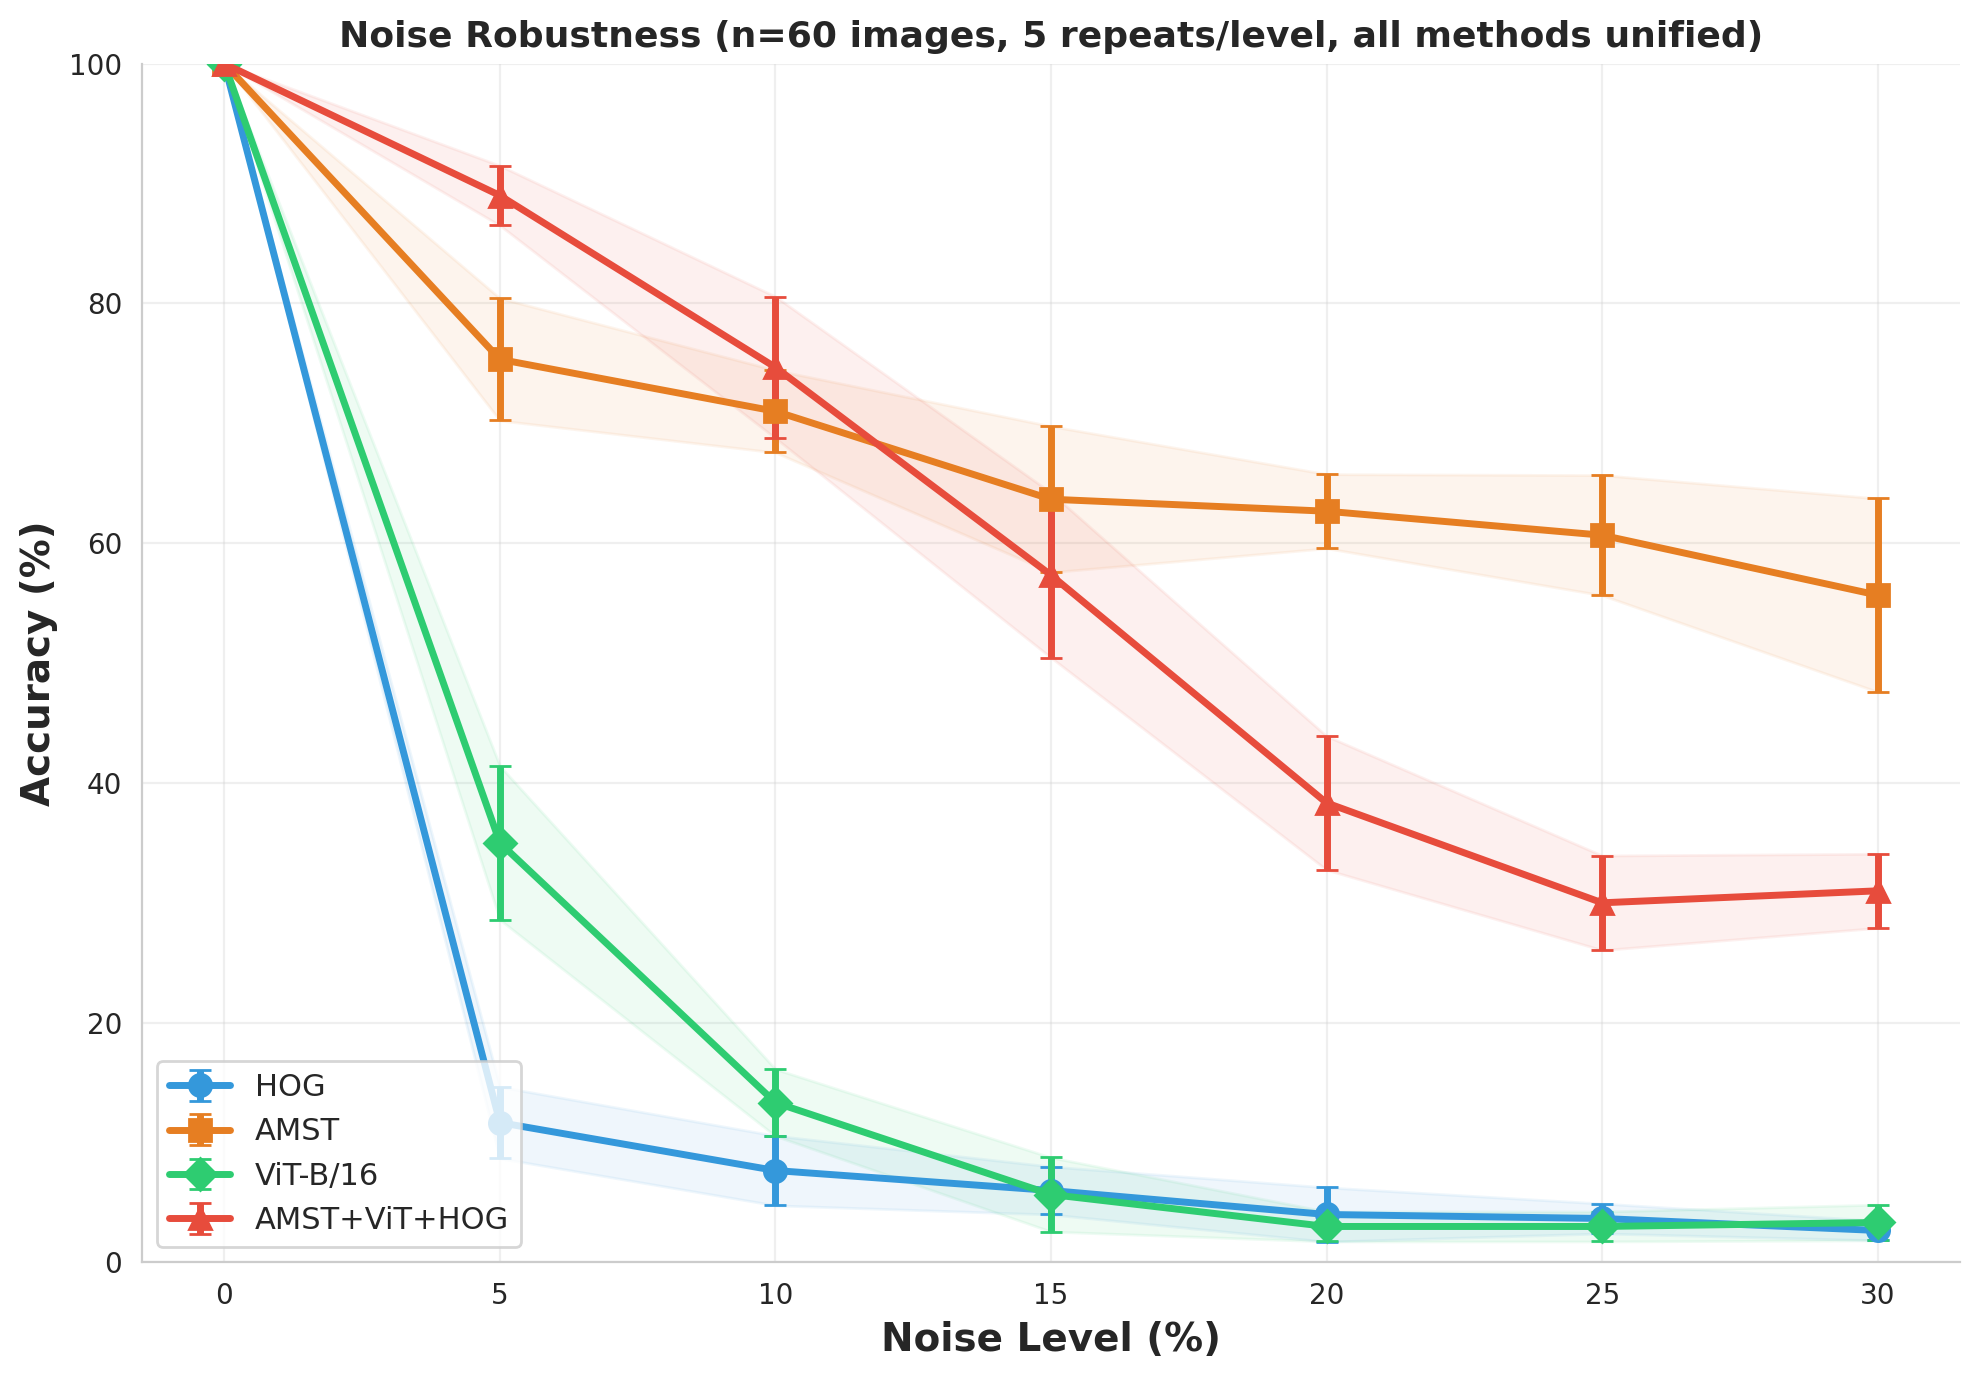 Noise Robustness (n=60 images, 5 repeats/level, all methods unified)
Accuracy (%)
100
80
60
40
20
0
HOG
AMST
ViT-B/16
AMST+ViT+HOG
0 5 10 15 20 25 30
Noise Level (%)